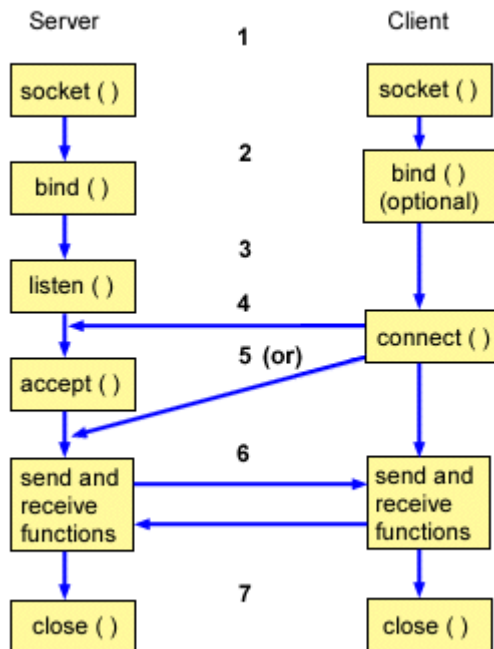 Server
1
Client
socket ( )
socket ( )
2
bind ( )
bind ( )
(optional)
3
listen ( )
4
connect ( )
5 (or)
accept ( )
6
send and
receive
functions
send and
receive
functions
7
close ( )
close ( )